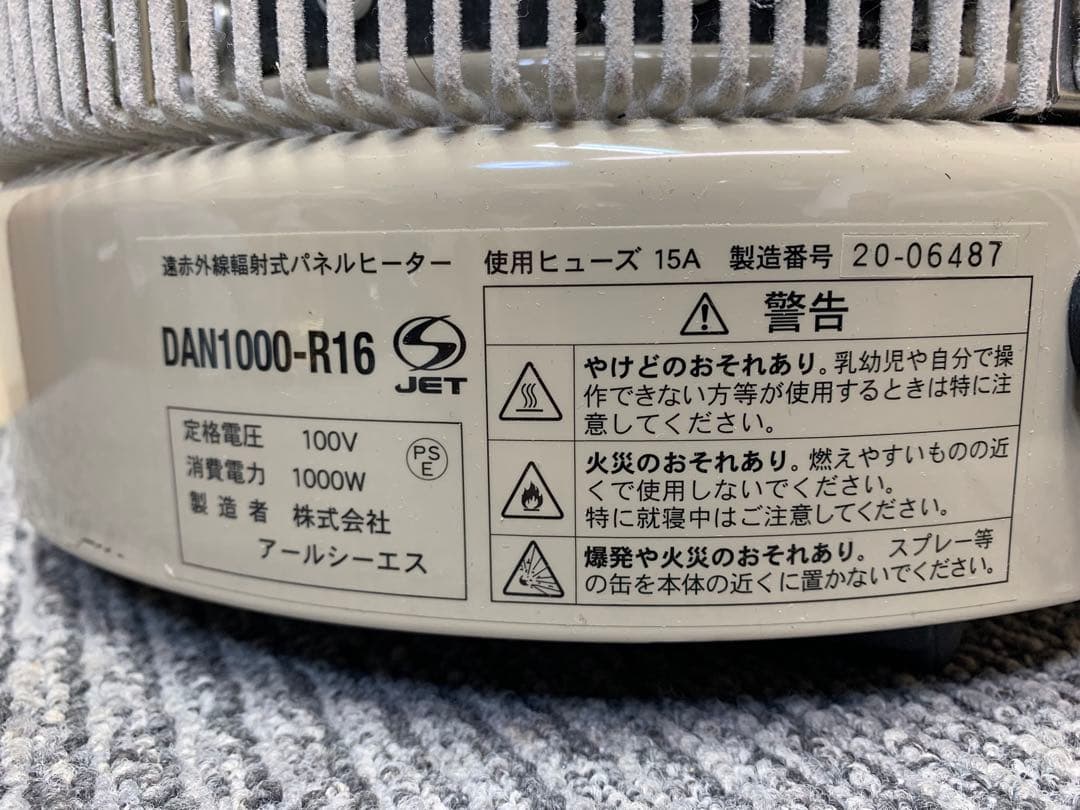 遠赤外線輻射式パネルヒーター 使用ヒューズ 15A 製造番号 20-06487
DAN1000-R16
JET
定格電圧 100V
消費電力 1000W
製造者 株式会社
アールシーエス
PS
E
警告
やけどのおそれあり。乳幼児や自分で操
作できない方等が使用するときは特に注
意してください。
火災のおそれあり。燃えやすいものの近
くで使用しないでください。
特に就寝中はご注意してください。
爆発や火災のおそれあり。 スプレー等
の缶を本体の近くに置かないでください。